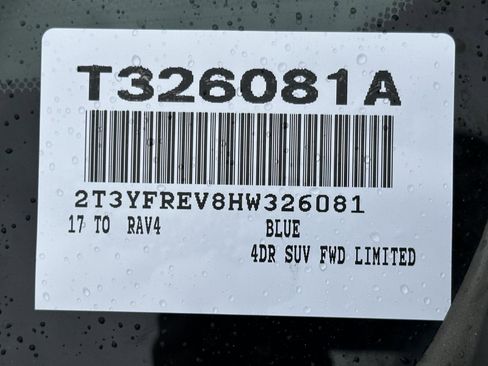 T326081A
2T3YFREV8HW326081
17 TO RAV4 BLUE
4DR SUV FWD LIMITED